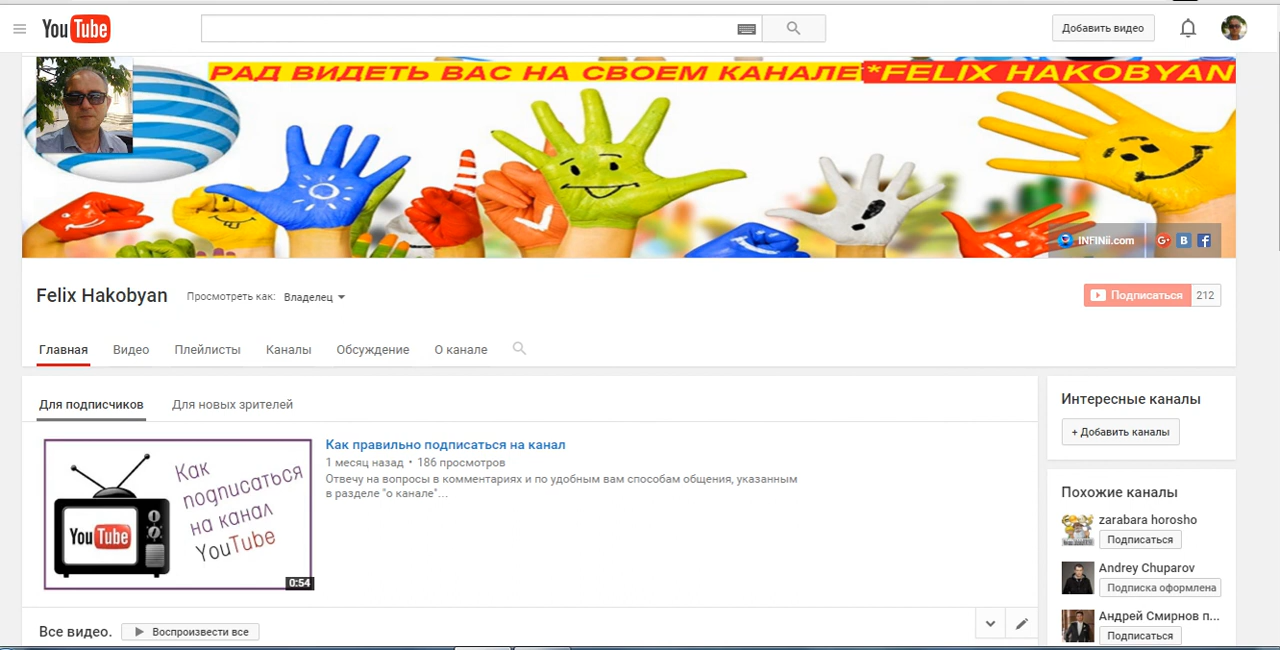 YouTube
Добавить видео
РАД ВИДЕТЬ ВАС НА СВОЕМ КАНАЛЕ*FELIX HAKOBYAN
INFINii.com
Felix Hakobyan
Просмотреть как: Владелец
Подписаться 212
Главная Видео Плейлисты Каналы Обсуждение О канале
Для подписчиков Для новых зрителей
Как правильно подписаться на канал
1 месяц назад • 186 просмотров
Отвечу на вопросы в комментариях и по удобным вам способам общения, указанным
в разделе "о канале"...
Как
подписаться
на канал
YouTube
YouTube
0:54
Все видео. Воспроизвести все
Интересные каналы
+ Добавить каналы
Похожие каналы
zarabara horosho
Подписаться
Andrey Chuparov
Подписка оформлена
Андрей Смирнов п...
Подписаться